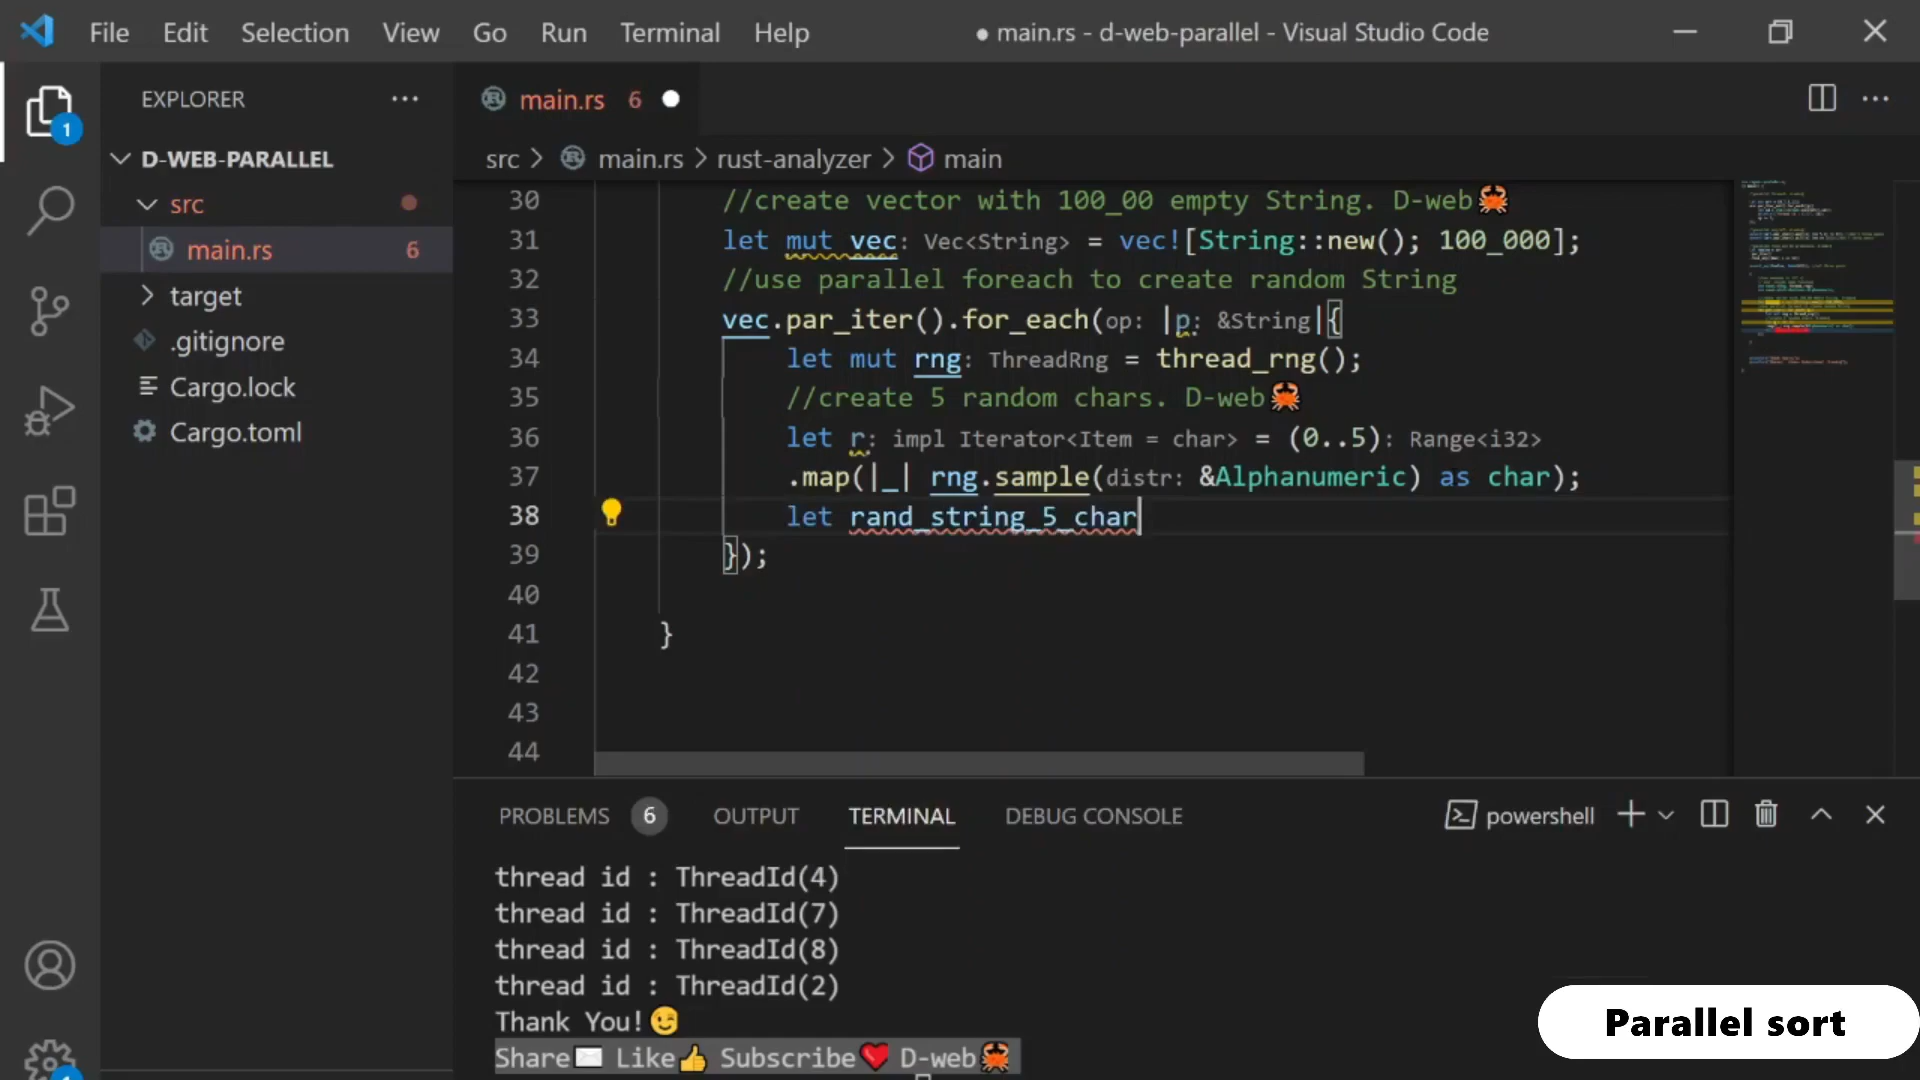 File Edit Selection View Go Run Terminal Help ● main.rs - d-web-parallel - Visual Studio Code
EXPLORER ···
main.rs 6
1
D-WEB-PARALLEL
src > main.rs > rust-analyzer > main
src
main.rs 6
target
.gitignore
Cargo.lock
Cargo.toml
30 //create vector with 100_00 empty String. D-web🦀
31 let mut vec: Vec<String> = vec![String::new(); 100_000];
32 //use parallel foreach to create random String
33 vec.par_iter().for_each(op: |p: &String|{
34 let mut rng: ThreadRng = thread_rng();
35 //create 5 random chars. D-web🦀
36 let r: impl Iterator<Item = char> = (0..5): Range<i32>
37 .map(|_| rng.sample(distr: &Alphanumeric) as char);
38 let rand_string_5_char
39 });
40
41 }
42
43
44
PROBLEMS 6 OUTPUT TERMINAL DEBUG CONSOLE powershell
thread id : ThreadId(4)
thread id : ThreadId(7)
thread id : ThreadId(8)
thread id : ThreadId(2)
Thank You!😉
Share✉️ Like👍 Subscribe❤️ D-web🦀
Parallel sort